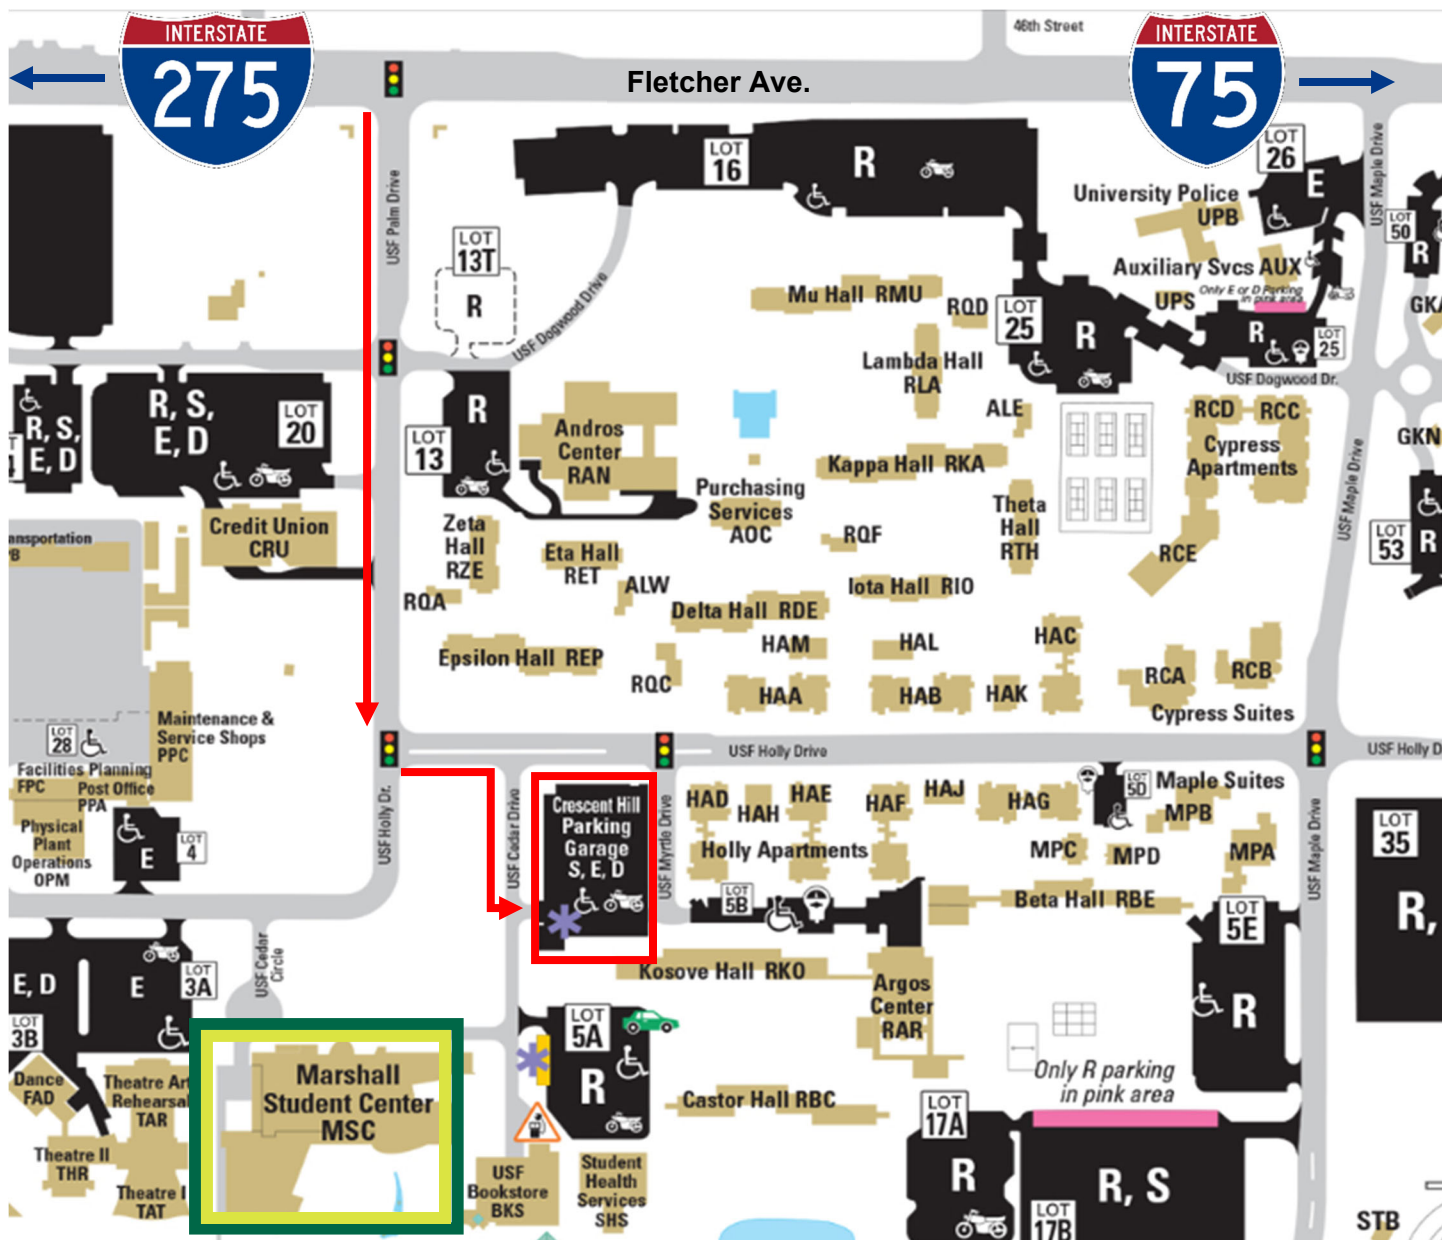 INTERSTATE
275
Fletcher Ave.
46th Street
INTERSTATE
75
LOT
16
R
LOT
26
E
University Police
UPB
USF Maple Drive
LOT
50
R
USF Palm Drive
LOT
13T
R
USF Dogwood Drive
Auxiliary Svcs AUX
Only E or D Parking
in pink area
UPS
Mu Hall RMU
RQD
LOT
25
R
R
LOT
25
Lambda Hall
RLA
USF Dogwood Dr.
R, S,
E, D
R, S,
E, D
LOT
20
R
LOT
13
Andros
Center
RAN
ALE
RCD
RCC
Cypress
Apartments
GKN
Kappa Hall RKA
USF Maple Drive
Credit Union
CRU
Zeta
Hall
RZE
Eta Hall
RET
Purchasing
Services
AOC
RQF
Theta
Hall
RTH
RCE
LOT
53
R
RQA
ALW
Iota Hall RIO
Delta Hall RDE
Epsilon Hall REP
HAM
HAL
HAC
RQC
HAA
HAB
HAK
RCA
RCB
Cypress Suites
Maintenance &
Service Shops
PPC
LOT
28
Facilities Planning
FPC
Post Office
PPA
USF Holly Drive
USF Holly D
Physical
Plant
Operations
OPM
E
LOT
4
USF Holly Dr.
USF Cedar Drive
Crescent Hill
Parking
Garage
S, E, D
USF Myrtle Drive
HAD
HAH
HAE
HAF
HAJ
HAG
LOT
5D
Maple Suites
MPB
Holly Apartments
MPC
MPD
MPA
USF Maple Drive
LOT
35
R,
LOT
5B
Beta Hall RBE
LOT
5E
R
E, D
LOT
3B
E
LOT
3A
USF Cedar
Circle
Kosove Hall RKO
Argos
Center
RAR
LOT
5A
R
Only R parking
in pink area
Dance
FAD
Theatre Art
Rehearsal
TAR
Marshall
Student Center
MSC
Castor Hall RBC
LOT
17A
R
R, S
LOT
17B
Theatre II
THR
Theatre I
TAT
USF
Bookstore
BKS
Student
Health
Services
SHS
STB